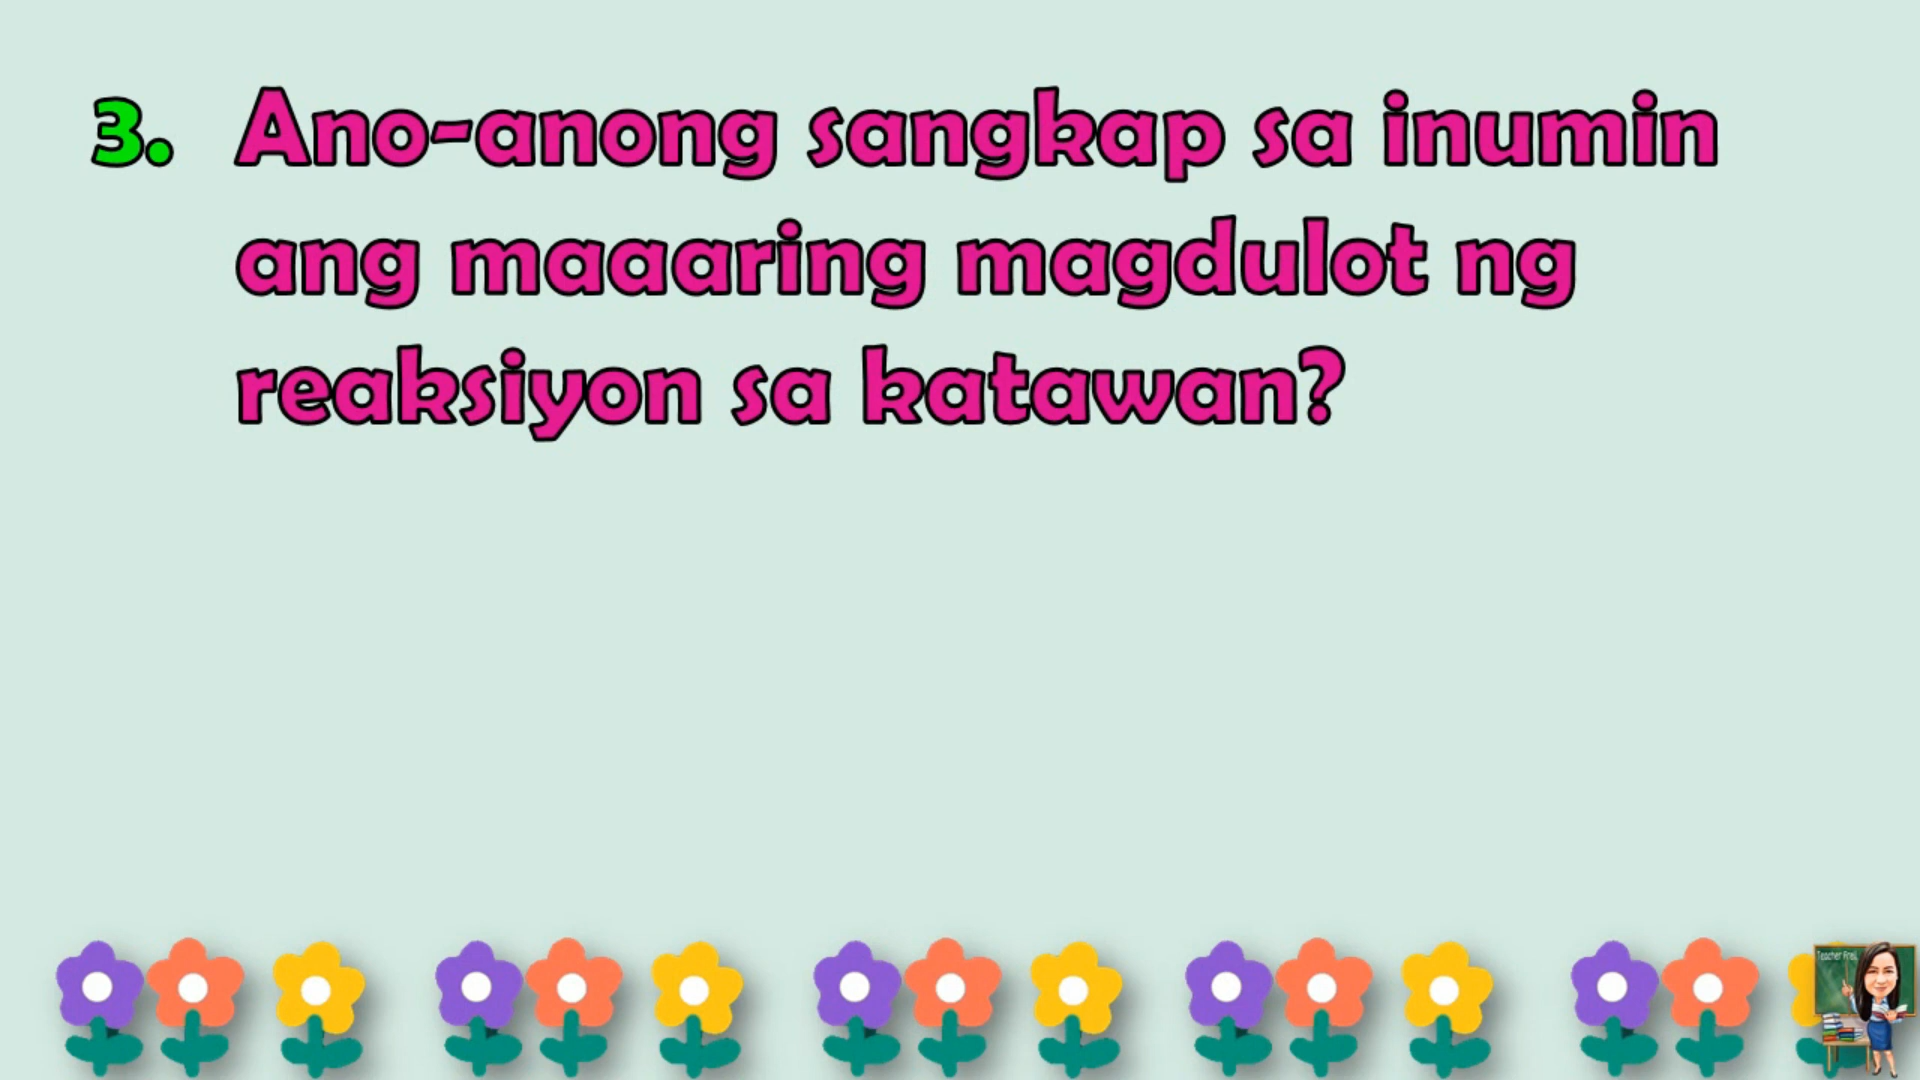 3. Ano-anong sangkap sa inumin
ang maaaring magdulot ng
reaksiyon sa katawan?